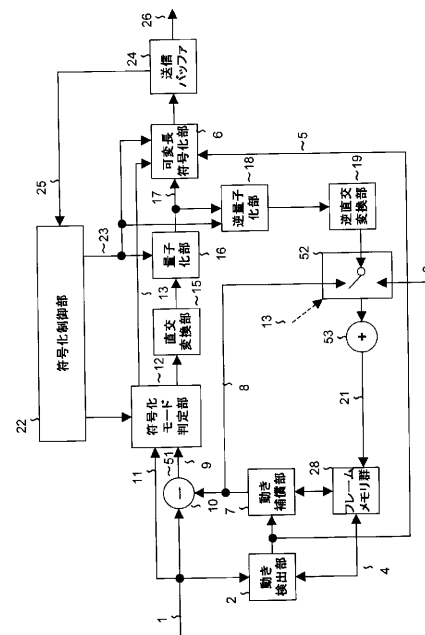 26
24
送信
バッファ
25
6
可変長
符号化部
5
18
逆量子
化部
19
逆直交
変換部
17
23
量子
化部
16
13
15
直交
変換部
12
52
13
53
符号化制御部
22
符号化
モード
判定部
11
51
9
10
8
21
7
動き
補償部
28
フレーム
メモリ群
動き
検出部
2
4
1